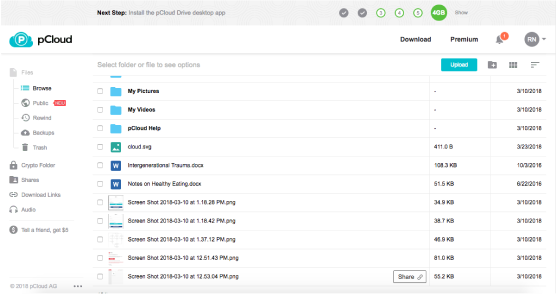 Next Step: Install the pCloud Drive desktop app 3 4 5 4GB Show
pCloud Download Premium RN
Select folder or file to see options Upload
Files
Browse
Public NEU
Rewind
Backups
Trash
Crypto Folder
Shares
Download Links
Audio
Tell a friend, get $5
© 2018 pCloud AG
My Pictures - 3/10/2018
My Videos - 3/10/2018
pCloud Help - 3/10/2018
cloud.svg 411.0 B 3/23/2018
Intergenerational Traums.docx 108.3 KB 10/3/2016
Notes on Healthy Eating.docx 51.5 KB 6/22/2016
Screen Shot 2018-03-10 at 1.18.28 PM.png 34.9 KB 3/10/2018
Screen Shot 2018-03-10 at 1.18.42 PM.png 38.7 KB 3/10/2018
Screen Shot 2018-03-10 at 1.37.12 PM.png 46.9 KB 3/10/2018
Screen Shot 2018-03-10 at 12.51.43 PM.png 81.0 KB 3/10/2018
Screen Shot 2018-03-10 at 12.53.04 PM.png Share 55.2 KB 3/10/2018